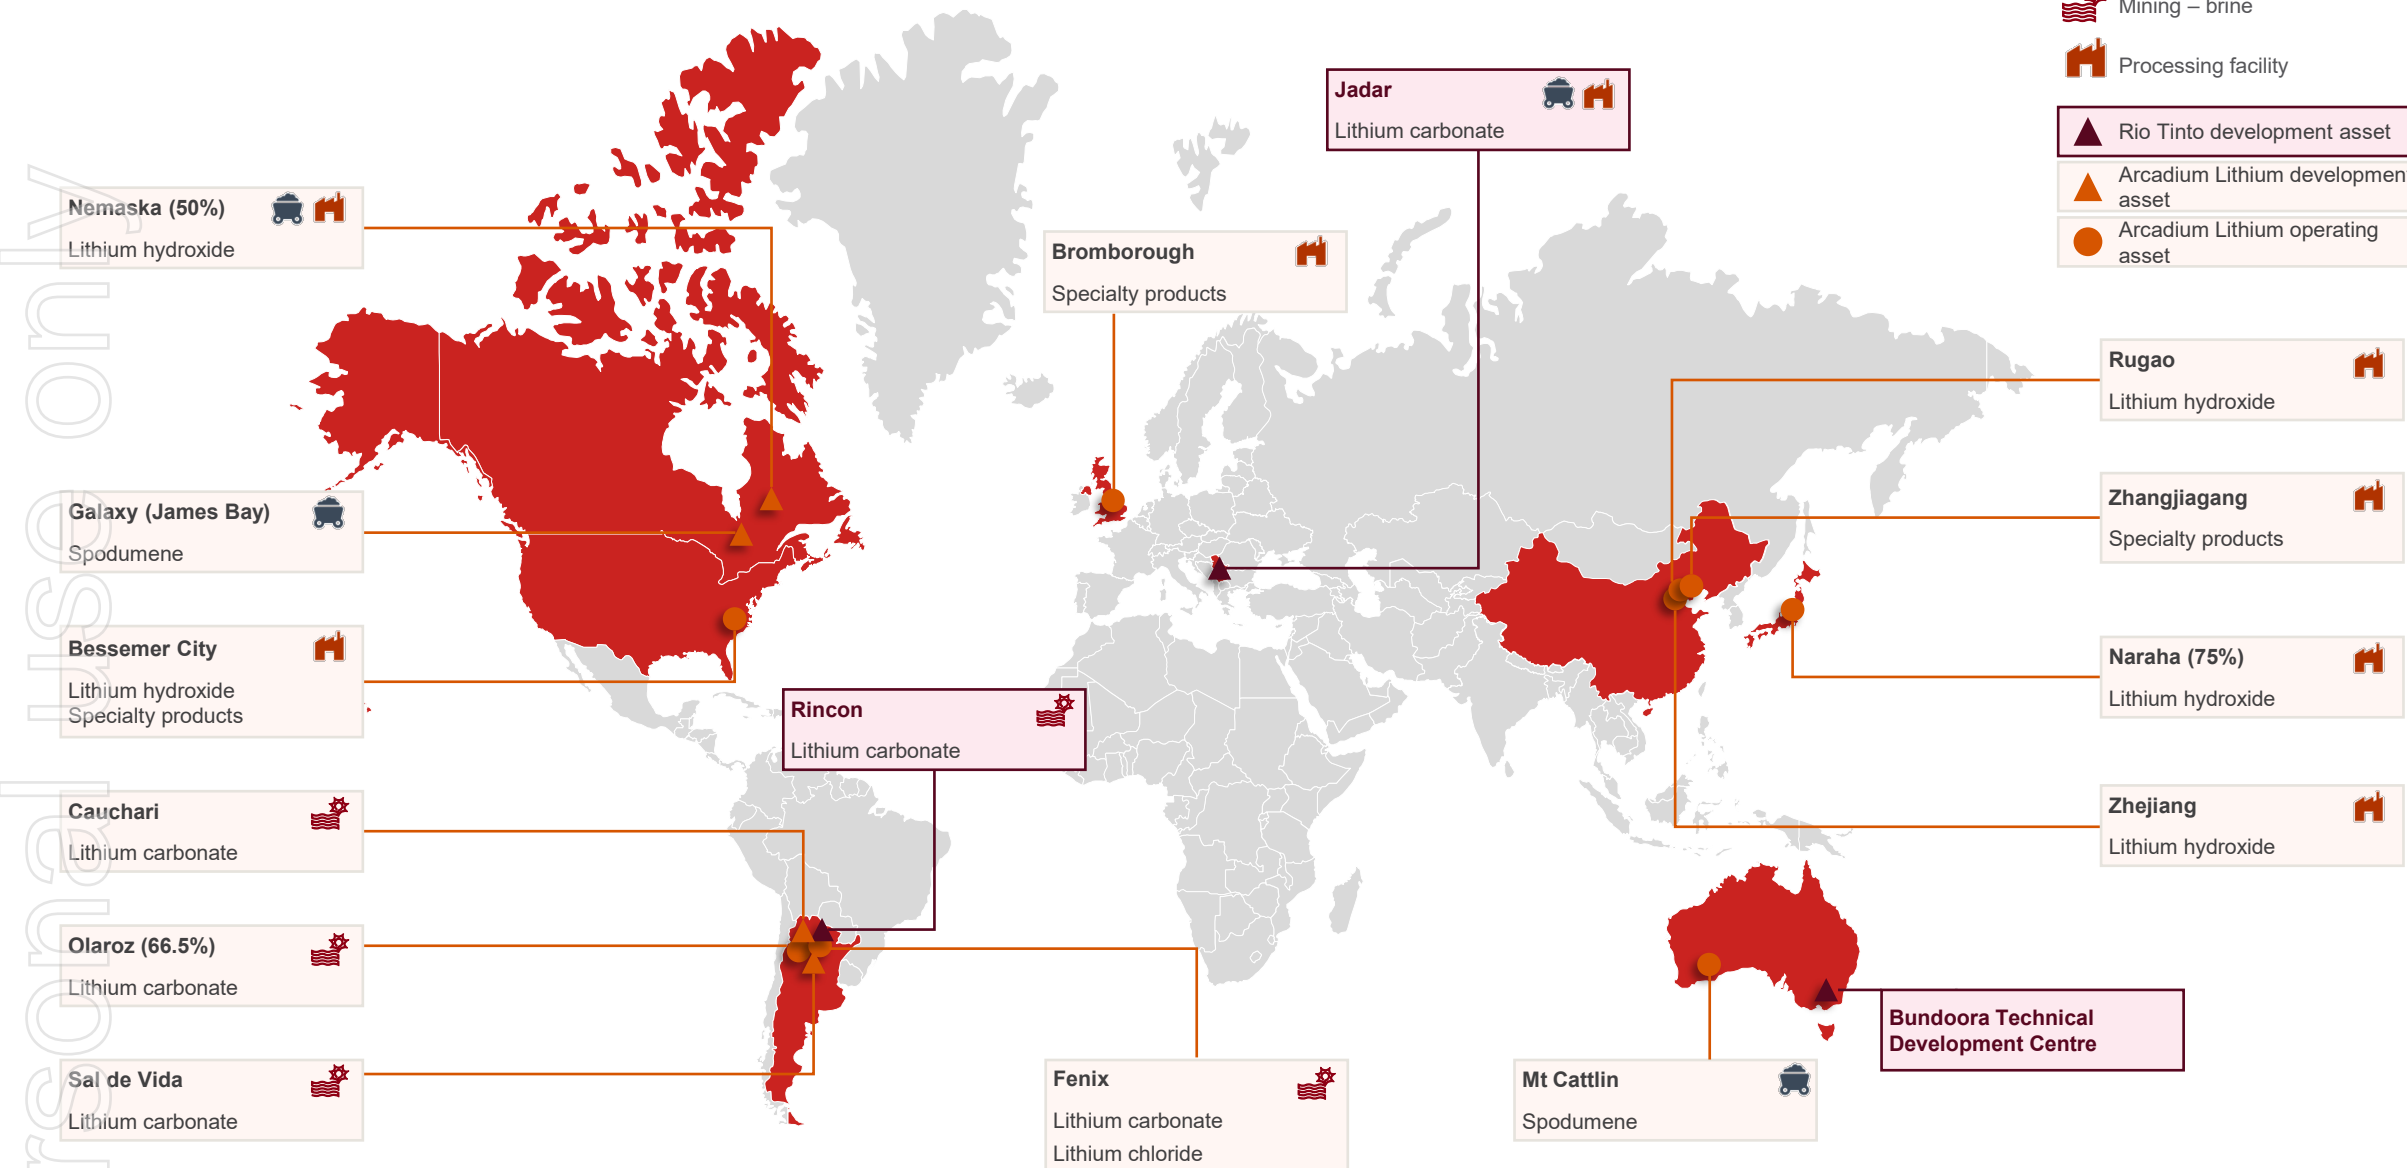 Mining – brine
Processing facility
Rio Tinto development asset
Arcadium Lithium developmen
asset
Arcadium Lithium operating
asset
Jadar
Lithium carbonate
Nemaska (50%)
Lithium hydroxide
Bromborough
Specialty products
Rugao
Lithium hydroxide
Galaxy (James Bay)
Spodumene
Zhangjiagang
Specialty products
Bessemer City
Lithium hydroxide
Specialty products
Naraha (75%)
Lithium hydroxide
Rincon
Lithium carbonate
Cauchari
Lithium carbonate
Zhejiang
Lithium hydroxide
Olaroz (66.5%)
Lithium carbonate
Bundoora Technical
Development Centre
Sal de Vida
Lithium carbonate
Fenix
Lithium carbonate
Lithium chloride
Mt Cattlin
Spodumene
rsonal use only